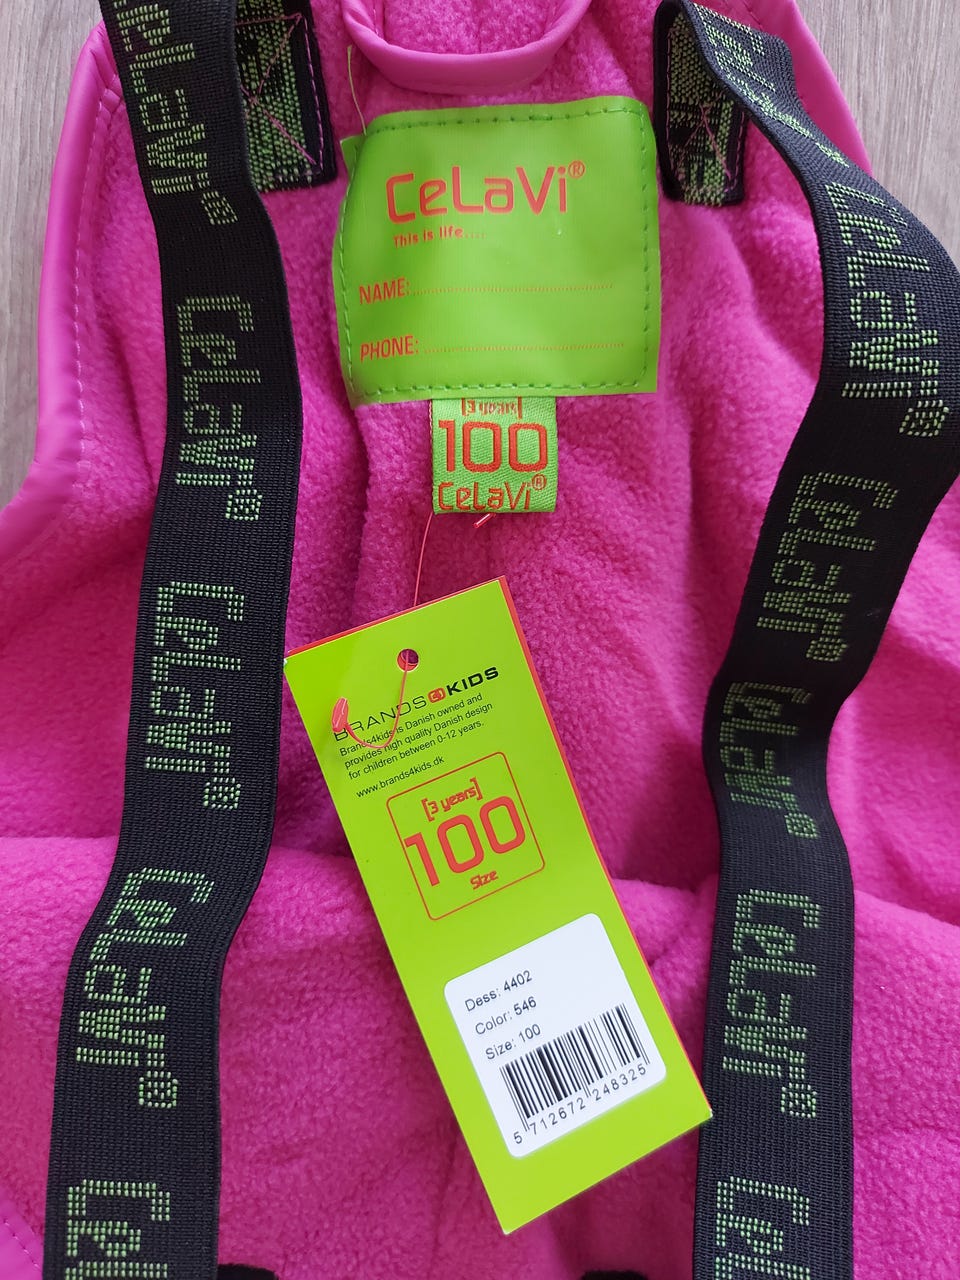 CeLaVi®
This is life....
NAME:
PHONE:
[3 years]
100
CeLaVi®
BRANDS4KIDS
Brands4kids is Danish owned and
provides high quality Danish design
for children between 0-12 years.
www.brands4kids.dk
[3 years]
100
Size
Dess: 4402
Color: 546
Size: 100
5 712672 248325
CeLaVi®
CeLaVi®
CeLaVi®
CeLaVi®
CeL
CeLaVi®
CeLaVi®
CeLaVi®
CeLaVi®
CeL